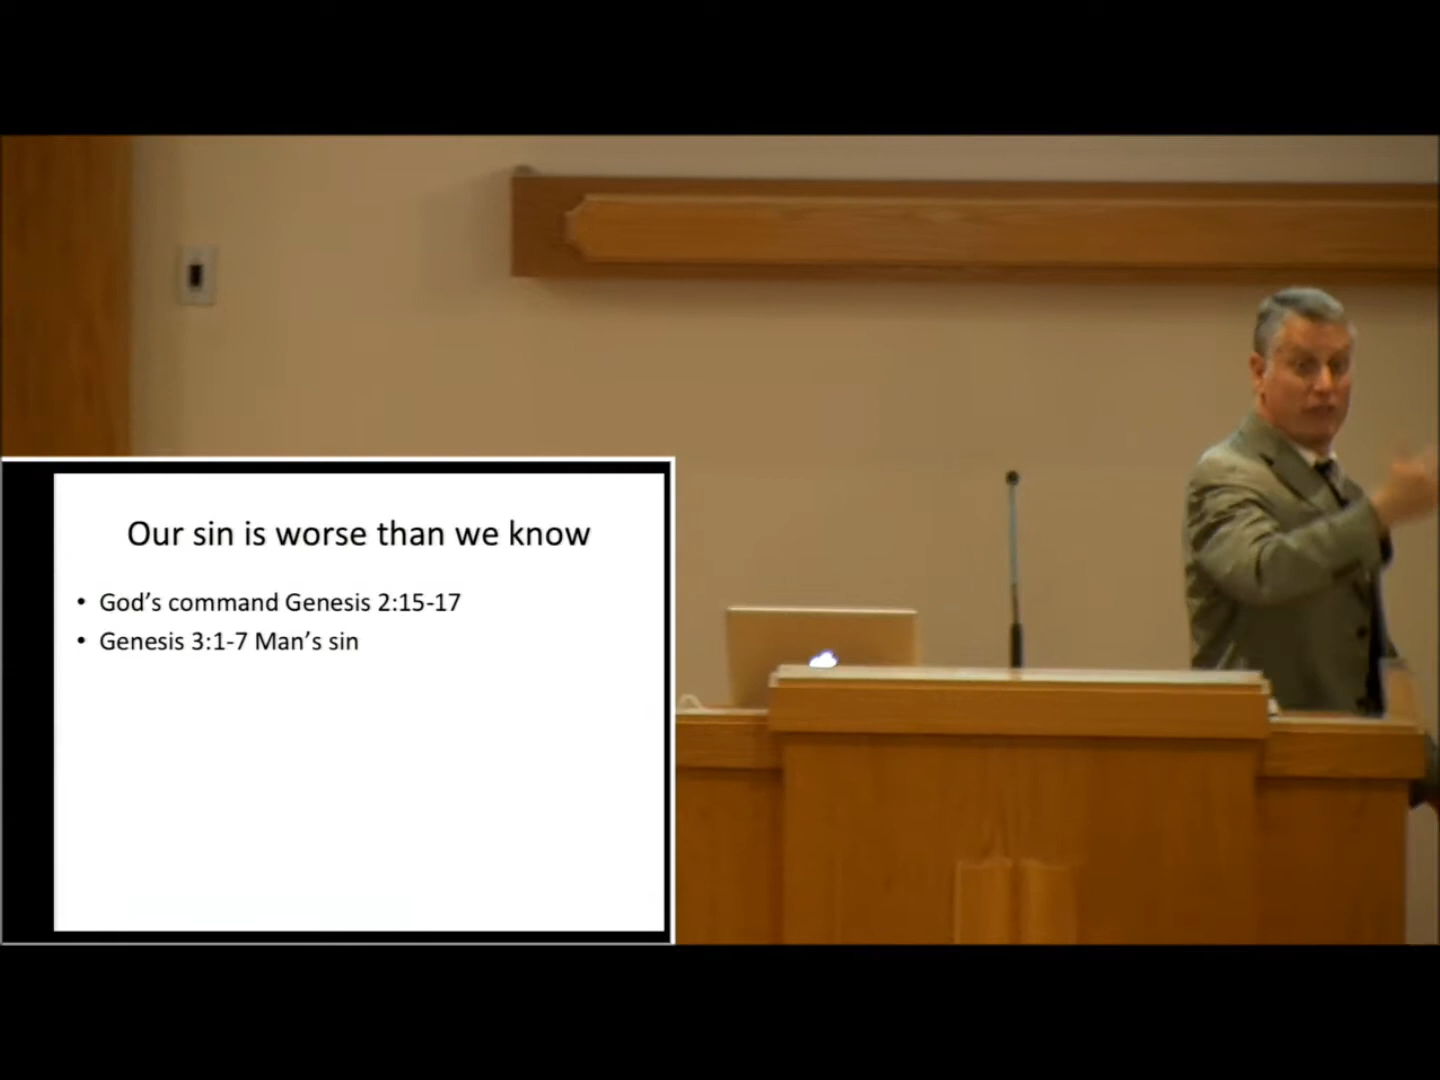 Our sin is worse than we know
• God's command Genesis 2:15-17
• Genesis 3:1-7 Man's sin